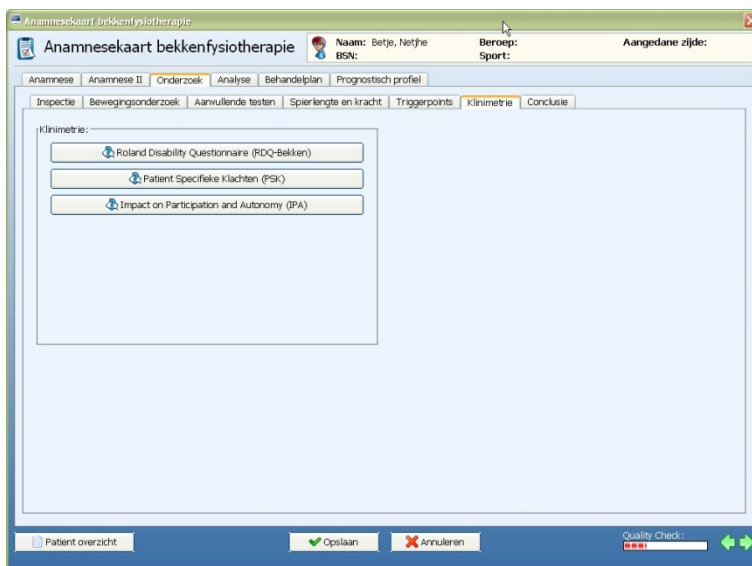 Anamnesekaart bekkenfysiotherapie
Anamnesekaart bekkenfysiotherapie
Naam: Betje, Netjhe Beroep: Aangedane zijde:
BSN: Sport:
Anamnese Anamnese II Onderzoek Analyse Behandelplan Prognostisch profiel
Inspectie Bewegingsonderzoek Aanvullende testen Spierlengte en kracht Triggerpoints Klinimetrie Conclusie
Klinimetrie:
Roland Disability Questionnaire (RDQ-Bekken)
Patient Specifieke Klachten (PSK)
Impact on Participation and Autonomy (IPA)
Patient overzicht Opslaan Annuleren Quality Check: